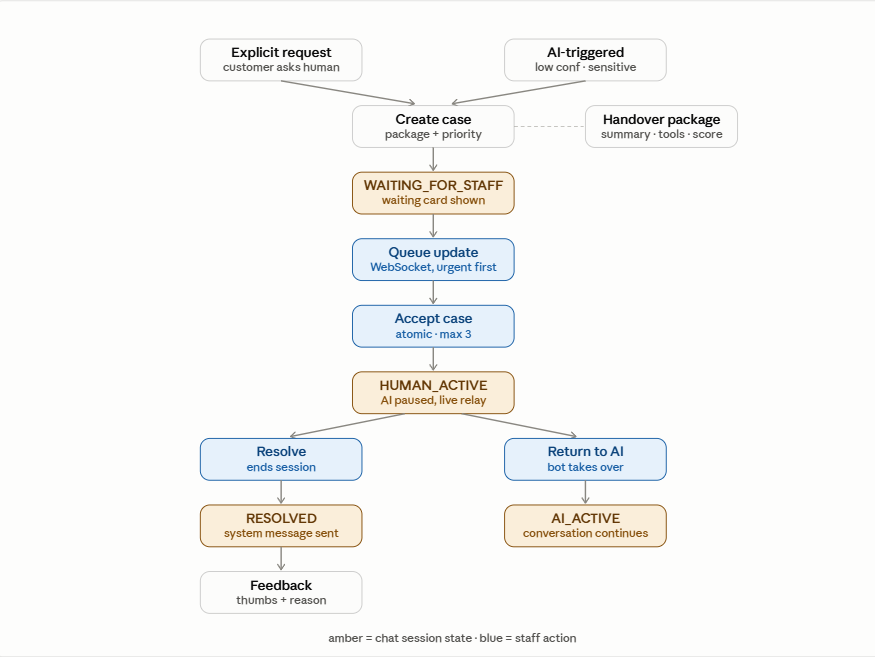 Explicit request
customer asks human
AI-triggered
low conf · sensitive
Create case
package + priority
Handover package
summary · tools · score
WAITING_FOR_STAFF
waiting card shown
Queue update
WebSocket, urgent first
Accept case
atomic · max 3
HUMAN_ACTIVE
AI paused, live relay
Resolve
ends session
Return to AI
bot takes over
RESOLVED
system message sent
AI_ACTIVE
conversation continues
Feedback
thumbs + reason
amber = chat session state · blue = staff action